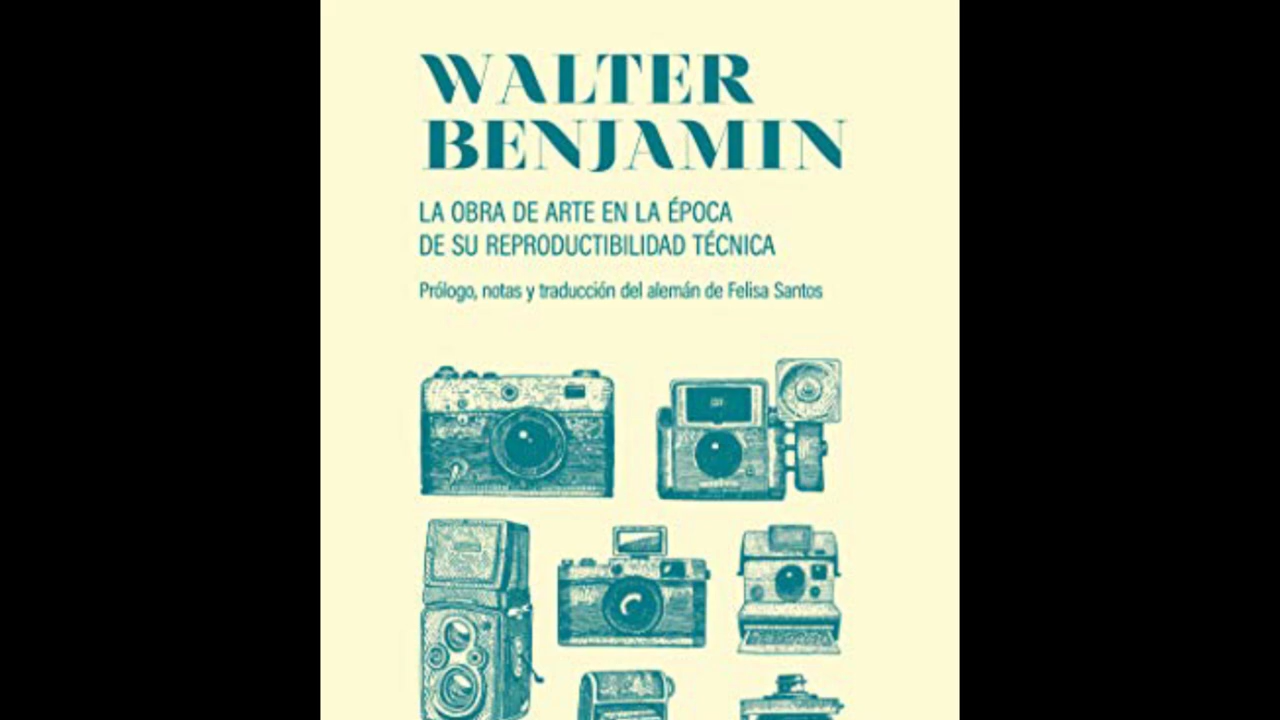 WALTER
BENJAMIN
LA OBRA DE ARTE EN LA ÉPOCA
DE SU REPRODUCTIBILIDAD TÉCNICA
Prólogo, notas y traducción del alemán de Felisa Santos